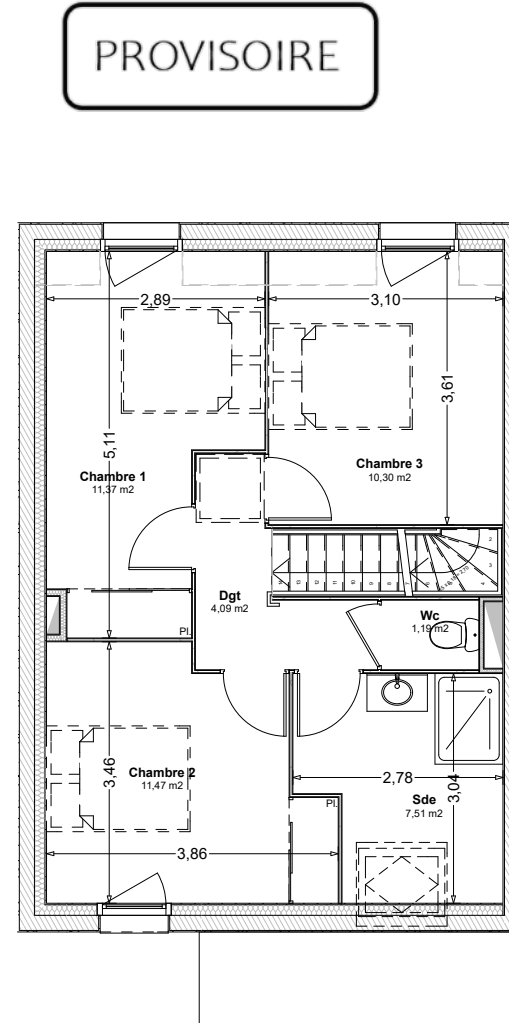 PROVISOIRE
2,89
3,10
5,11
3,61
Chambre 1
11,37 m2
Chambre 3
10,30 m2
Dgt
4,09 m2
Wc
1,19 m2
Pl.
3,46
Chambre 2
11,47 m2
2,78
3,04
Sde
7,51 m2
Pl.
3,86